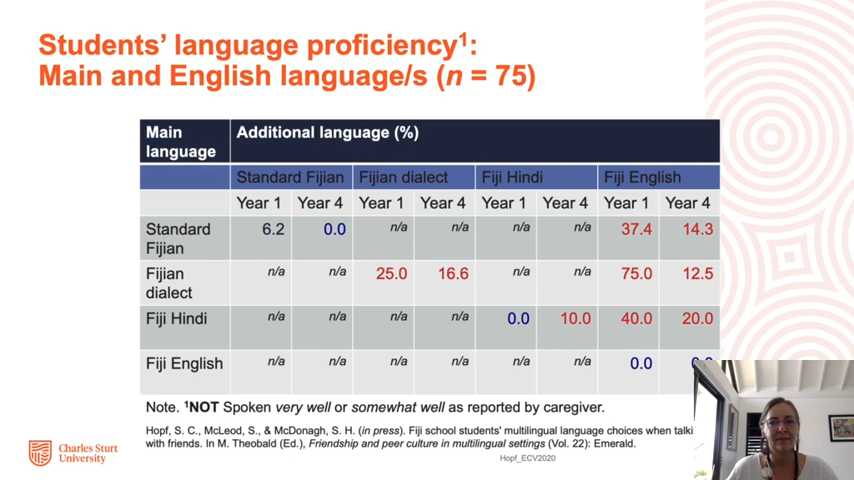 Students' language proficiency¹:
Main and English language/s (n = 75)
Main language
Additional language (%)
Standard Fijian Fijian dialect Fiji Hindi Fiji English
Year 1 Year 4 Year 1 Year 4 Year 1 Year 4 Year 1 Year 4
Standard Fijian 6.2 0.0 n/a n/a n/a n/a 37.4 14.3
Fijian dialect n/a n/a 25.0 16.6 n/a n/a 75.0 12.5
Fiji Hindi n/a n/a n/a n/a 0.0 10.0 40.0 20.0
Fiji English n/a n/a n/a n/a n/a n/a 0.0
Note. ¹NOT Spoken very well or somewhat well as reported by caregiver.
Hopf, S. C., McLeod, S., & McDonagh, S. H. (in press). Fiji school students' multilingual language choices when
with friends. In M. Theobald (Ed.), Friendship and peer culture in multilingual settings (Vol. 22): Emerald.
Charles Sturt
University
Hopf_ECV2020